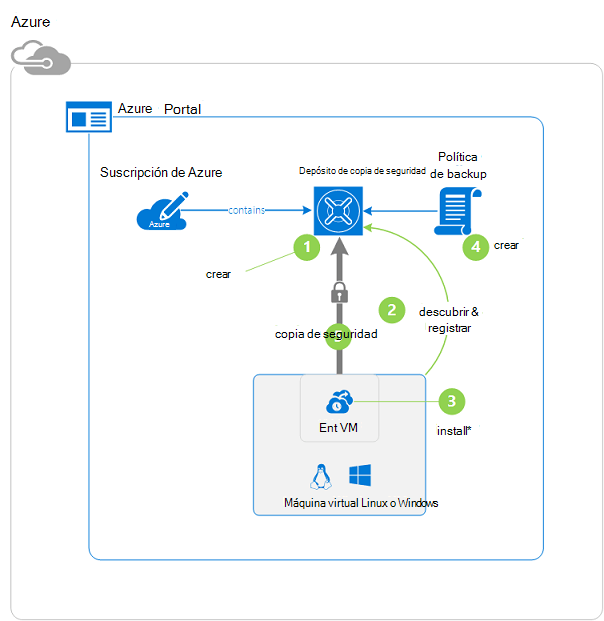 Azure
Azure Portal
Suscripción de Azure
Depósito de copia de seguridad
Política
de backup
Azure
contains
1
4
crear
crear
2
descubrir &
registrar
copia de seguridad
3
Ent VM
install*
Máquina virtual Linux o Windows